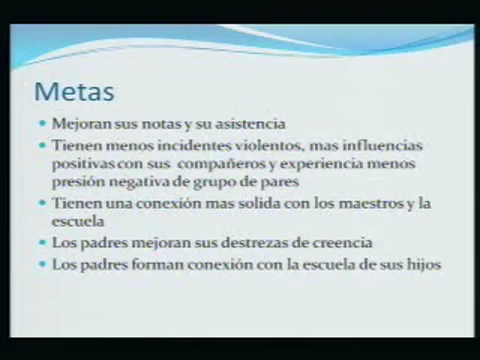 Metas
Mejoran sus notas y su asistencia
Tienen menos incidentes violentos, mas influencias
positivas con sus compañeros y experiencia menos
presión negativa de grupo de pares
Tienen una conexión mas solida con los maestros y la
escuela
Los padres mejoran sus destrezas de creencia
Los padres forman conexión con la escuela de sus hijos